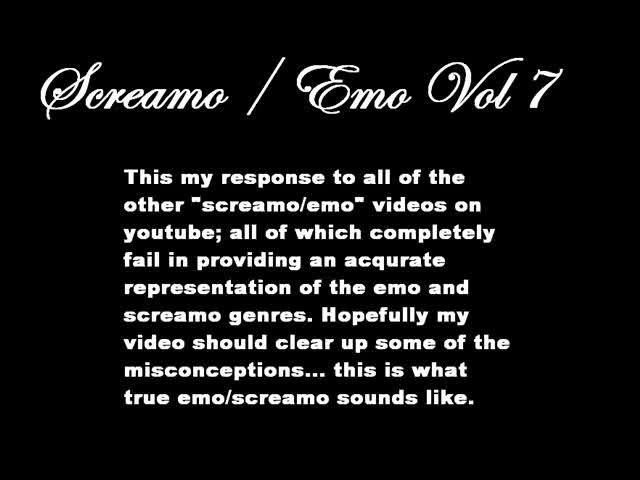 Screamo / Emo Vol 7
This my response to all of the
other "screamo/emo" videos on
youtube; all of which completely
fail in providing an acqurate
representation of the emo and
screamo genres. Hopefully my
video should clear up some of the
misconceptions... this is what
true emo/screamo sounds like.